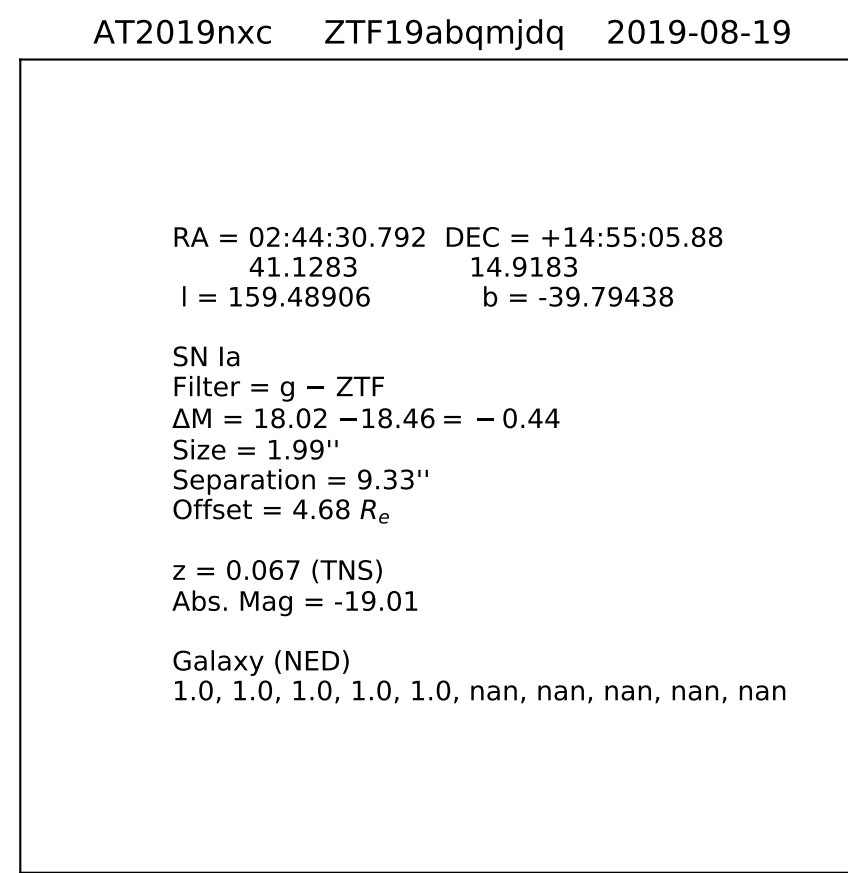 AT2019nxc ZTF19abqmjdq 2019-08-19
RA = 02:44:30.792 DEC = +14:55:05.88
41.1283 14.9183
l = 159.48906 b = -39.79438
SN Ia
Filter = g − ZTF
ΔM = 18.02 −18.46 = − 0.44
Size = 1.99''
Separation = 9.33''
Offset = 4.68 Re
z = 0.067 (TNS)
Abs. Mag = -19.01
Galaxy (NED)
1.0, 1.0, 1.0, 1.0, 1.0, nan, nan, nan, nan, nan